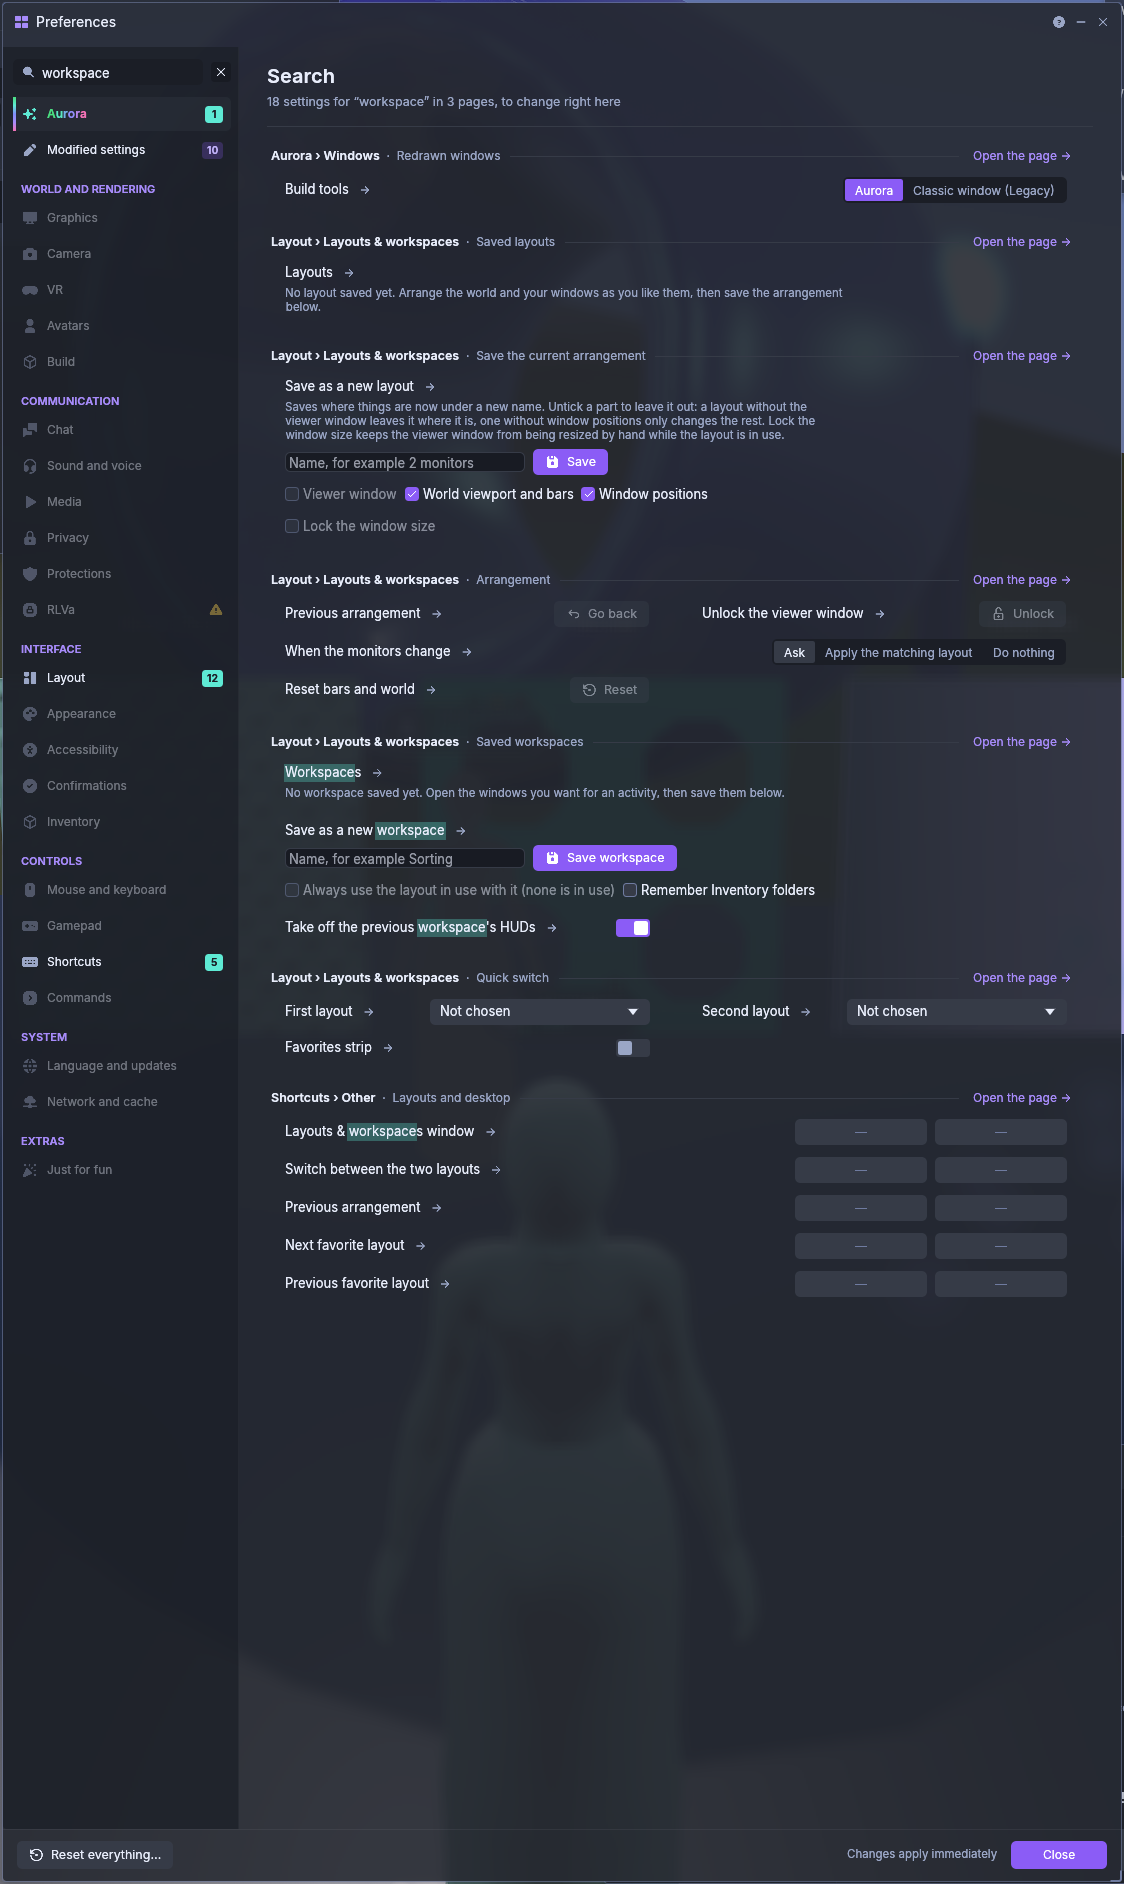 Preferences
workspace
Aurora 1
Modified settings 10
WORLD AND RENDERING
Graphics
Camera
VR
Avatars
Build
COMMUNICATION
Chat
Sound and voice
Media
Privacy
Protections
RLVa
INTERFACE
Layout 12
Appearance
Accessibility
Confirmations
Inventory
CONTROLS
Mouse and keyboard
Gamepad
Shortcuts 5
Commands
SYSTEM
Language and updates
Network and cache
EXTRAS
Just for fun
Search
18 settings for “workspace” in 3 pages, to change right here
Aurora › Windows · Redrawn windows Open the page →
Build tools → Aurora Classic window (Legacy)
Layout › Layouts & workspaces · Saved layouts Open the page →
Layouts →
No layout saved yet. Arrange the world and your windows as you like them, then save the arrangement
below.
Layout › Layouts & workspaces · Save the current arrangement Open the page →
Save as a new layout →
Saves where things are now under a new name. Untick a part to leave it out: a layout without the
viewer window leaves it where it is, one without window positions only changes the rest. Lock the
window size keeps the viewer window from being resized by hand while the layout is in use.
Name, for example 2 monitors Save
Viewer window World viewport and bars Window positions
Lock the window size
Layout › Layouts & workspaces · Arrangement Open the page →
Previous arrangement → Go back Unlock the viewer window → Unlock
When the monitors change → Ask Apply the matching layout Do nothing
Reset bars and world → Reset
Layout › Layouts & workspaces · Saved workspaces Open the page →
Workspaces →
No workspace saved yet. Open the windows you want for an activity, then save them below.
Save as a new workspace →
Name, for example Sorting Save workspace
Always use the layout in use with it (none is in use) Remember Inventory folders
Take off the previous workspace's HUDs →
Layout › Layouts & workspaces · Quick switch Open the page →
First layout → Not chosen Second layout → Not chosen
Favorites strip →
Shortcuts › Other · Layouts and desktop Open the page →
Layouts & workspaces window → — —
Switch between the two layouts → — —
Previous arrangement → — —
Next favorite layout → — —
Previous favorite layout → — —
Reset everything... Changes apply immediately Close